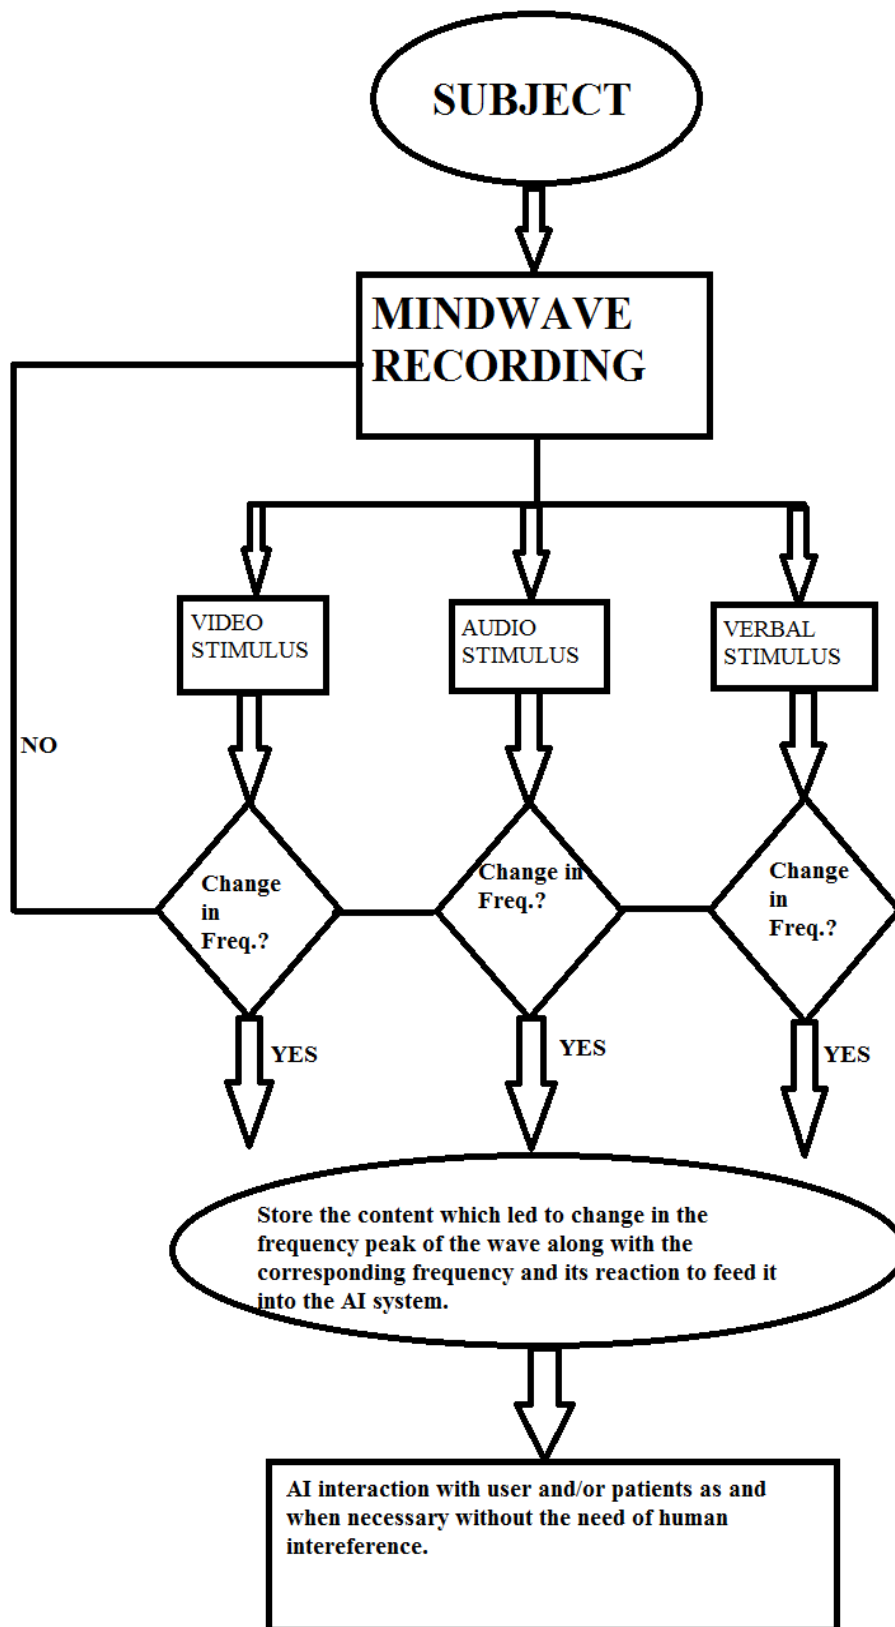 SUBJECT
MINDWAVE
RECORDING
VIDEO
STIMULUS
AUDIO
STIMULUS
VERBAL
STIMULUS
NO
Change
in
Freq.?
Change in
Freq.?
Change
in
Freq.?
YES
YES
YES
Store the content which led to change in the
frequency peak of the wave along with the
corresponding frequency and its reaction to feed it
into the AI system.
AI interaction with user and/or patients as and
when necessary without the need of human
intereference.